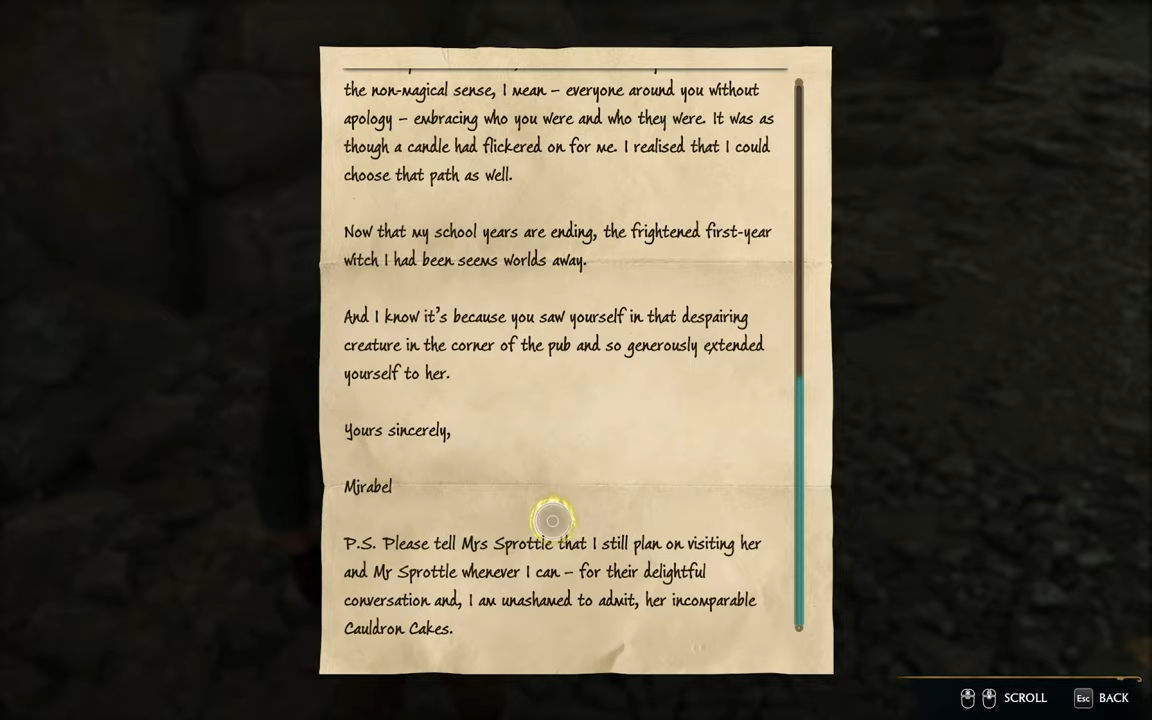 the non-magical sense, I mean – everyone around you without
apology – embracing who you were and who they were. It was as
though a candle had flickered on for me. I realised that I could
choose that path as well.
Now that my school years are ending, the frightened first-year
witch I had been seems worlds away.
And I know it's because you saw yourself in that despairing
creature in the corner of the pub and so generously extended
yourself to her.
Yours sincerely,
Mirabel
P.S. Please tell Mrs Sprottle that I still plan on visiting her
and Mr Sprottle whenever I can – for their delightful
conversation and, I am unashamed to admit, her incomparable
Cauldron Cakes.
SCROLL Esc BACK